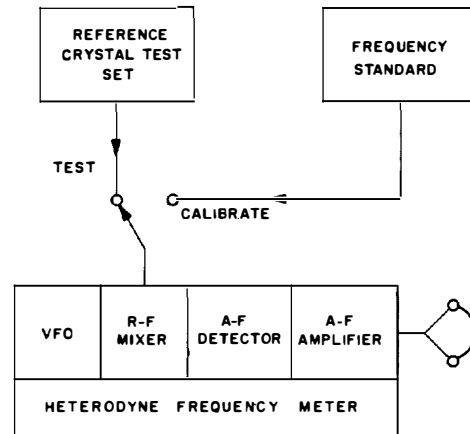 REFERENCE
CRYSTAL TEST
SET
FREQUENCY
STANDARD
TEST
CALIBRATE
VFO
R-F
MIXER
A-F
DETECTOR
A-F
AMPLIFIER
HETERODYNE FREQUENCY METER